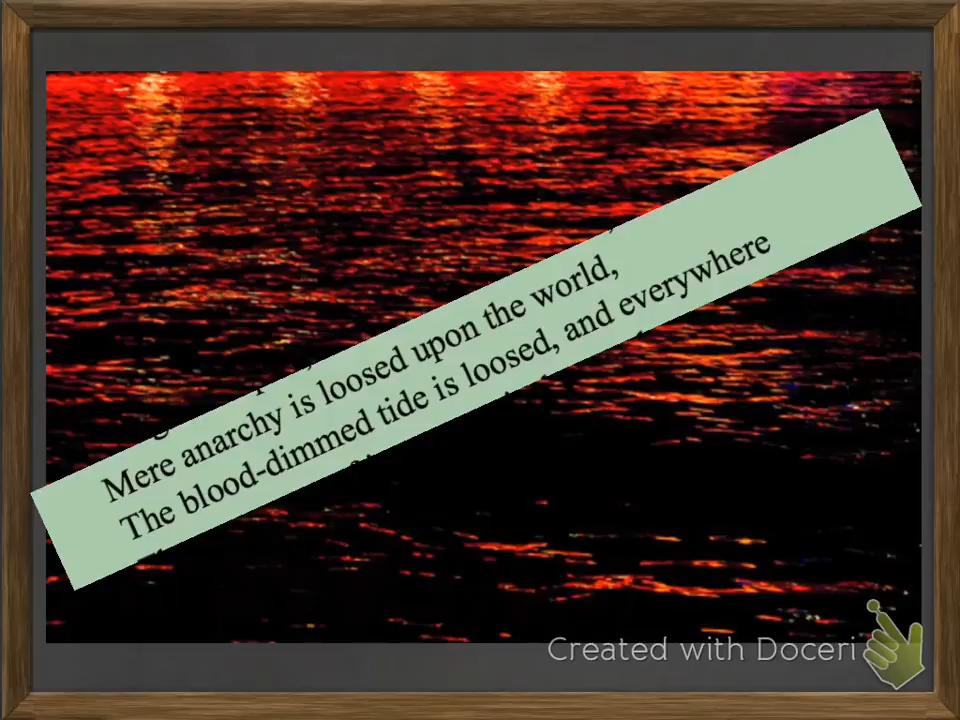 Mere anarchy is loosed upon the world,
The blood-dimmed tide is loosed, and everywhere
Created with Doceri